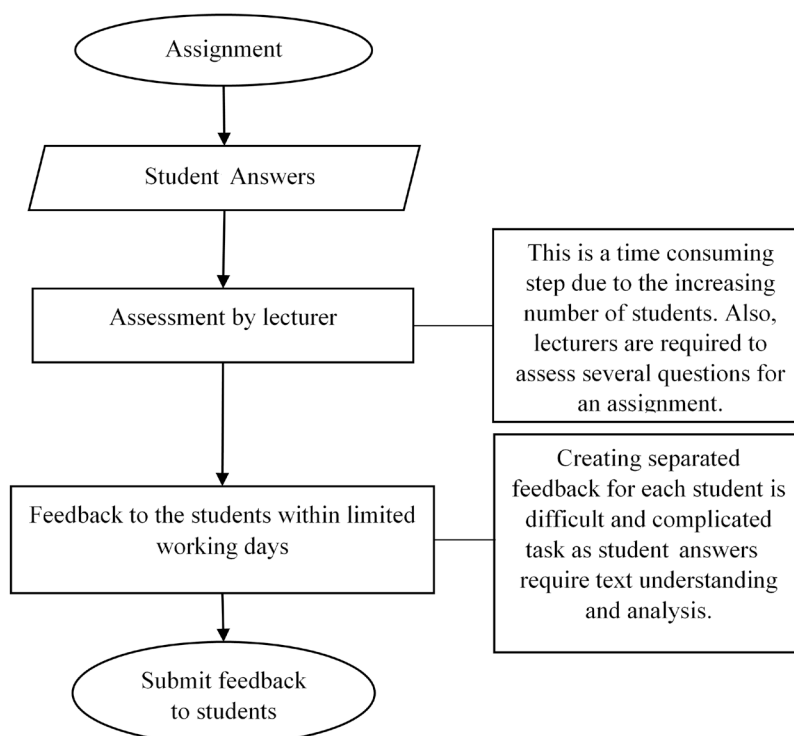 Assignment
Student Answers
Assessment by lecturer
This is a time consuming
step due to the increasing
number of students. Also,
lecturers are required to
assess several questions for
an assignment.
Feedback to the students within limited
working days
Creating separated
feedback for each student is
difficult and complicated
task as student answers
require text understanding
and analysis.
Submit feedback
to students